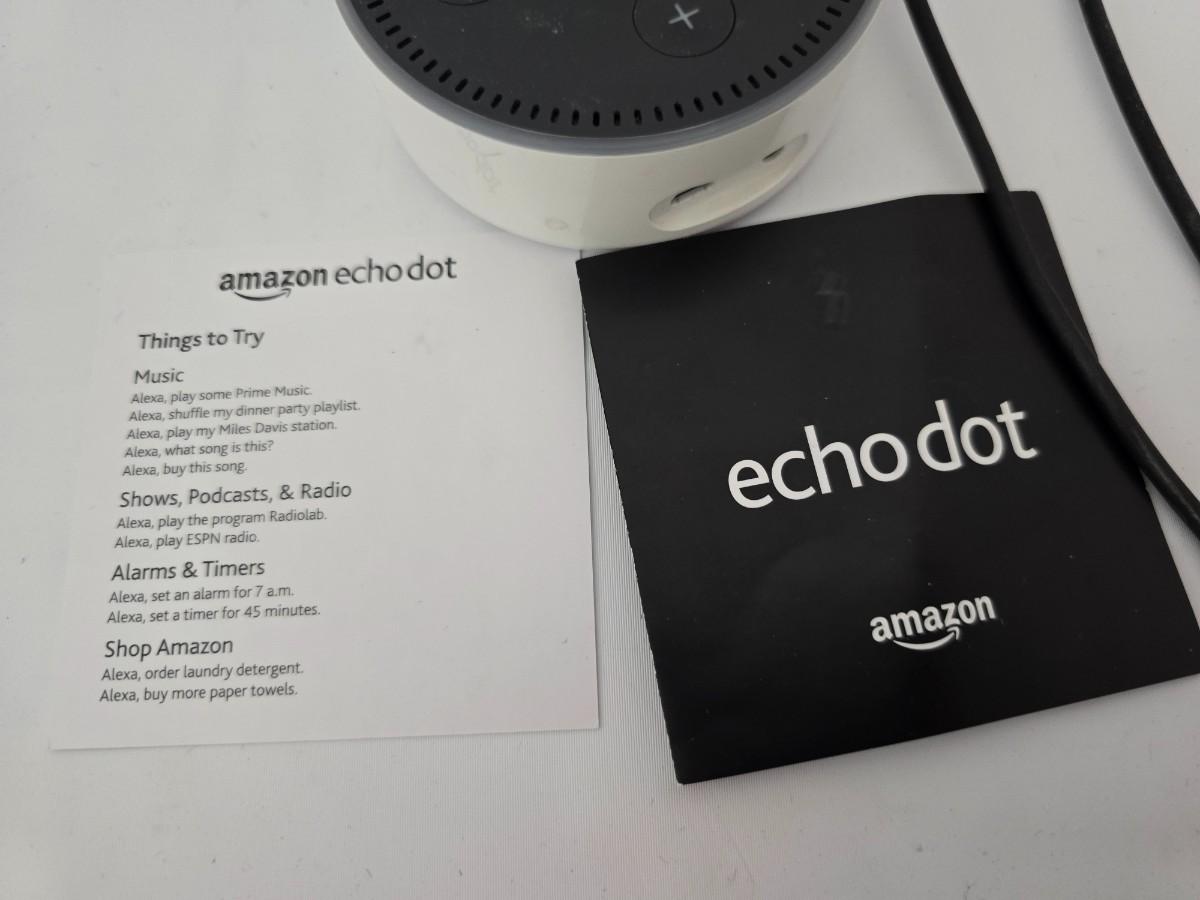 amazon echo dot
Things to Try
Music
Alexa, play some Prime Music.
Alexa, shuffle my dinner party playlist.
Alexa, play my Miles Davis station.
Alexa, what song is this?
Alexa, buy this song.
Shows, Podcasts, & Radio
Alexa, play the program Radiolab.
Alexa, play ESPN radio.
Alarms & Timers
Alexa, set an alarm for 7 a.m.
Alexa, set a timer for 45 minutes.
Shop Amazon
Alexa, order laundry detergent.
Alexa, buy more paper towels.
echo dot
amazon